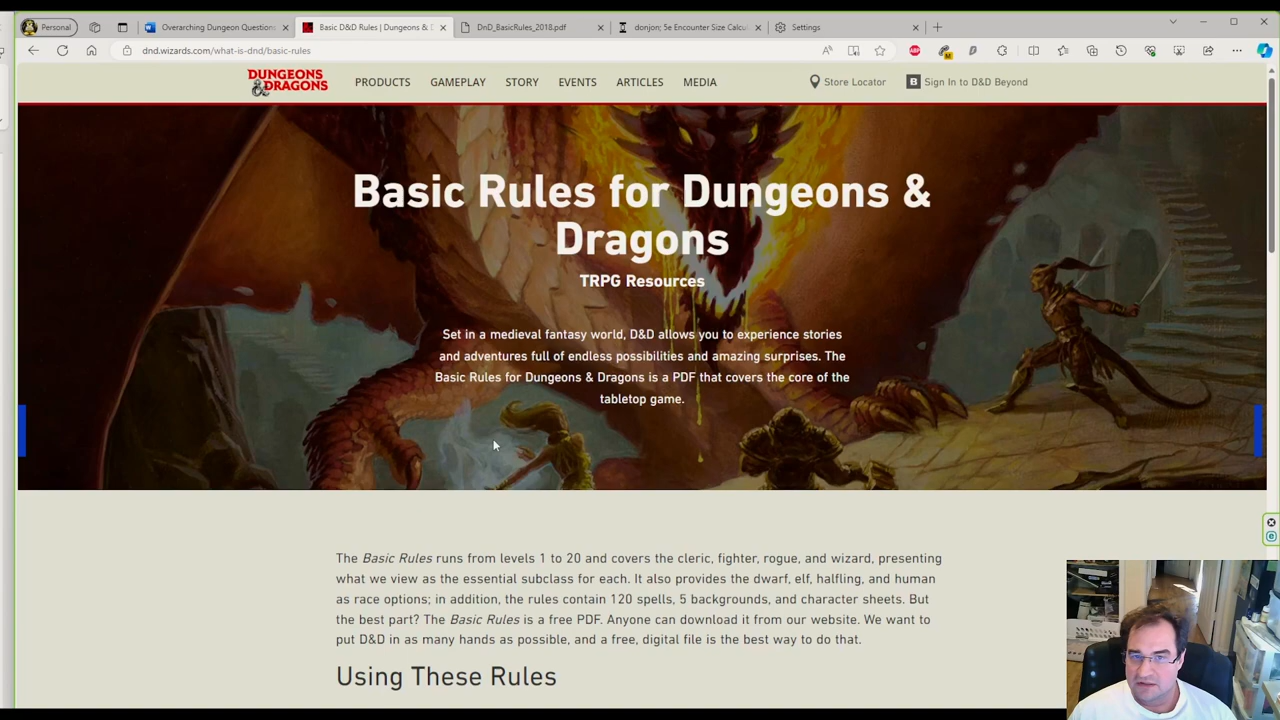 Personal
Overarching Dungeon Question
Basic D&D Rules | Dungeons & D
DnD_BasicRules_2018.pdf
donjon; 5e Encounter Size Calcu
Settings
dnd.wizards.com/what-is-dnd/basic-rules
DUNGEONS & DRAGONS
PRODUCTS
GAMEPLAY
STORY
EVENTS
ARTICLES
MEDIA
Store Locator
Sign In to D&D Beyond
Basic Rules for Dungeons &
Dragons
TRPG Resources
Set in a medieval fantasy world, D&D allows you to experience stories
and adventures full of endless possibilities and amazing surprises. The
Basic Rules for Dungeons & Dragons is a PDF that covers the core of the
tabletop game.
The Basic Rules runs from levels 1 to 20 and covers the cleric, fighter, rogue, and wizard, presenting
what we view as the essential subclass for each. It also provides the dwarf, elf, halfling, and human
as race options; in addition, the rules contain 120 spells, 5 backgrounds, and character sheets. But
the best part? The Basic Rules is a free PDF. Anyone can download it from our website. We want to
put D&D in as many hands as possible, and a free, digital file is the best way to do that.
Using These Rules